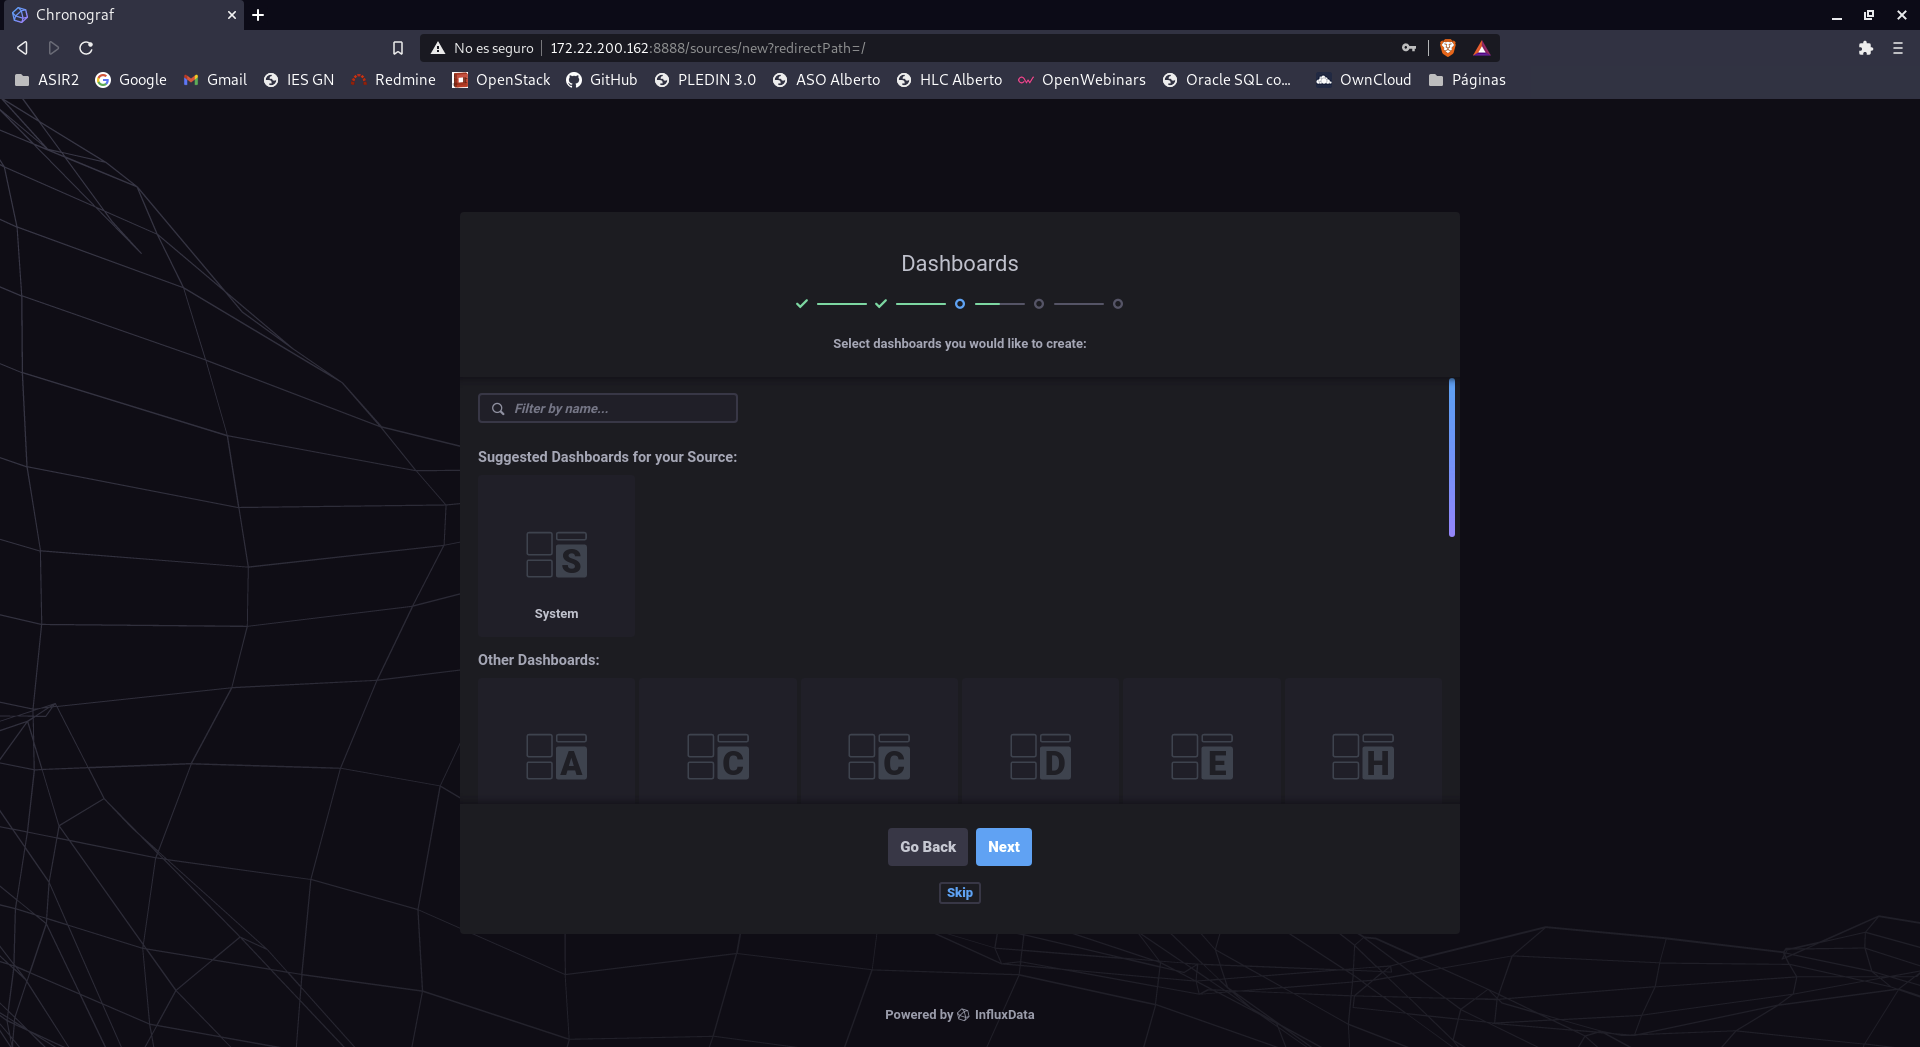 Chronograf
No es seguro 172.22.200.162:8888/sources/new?redirectPath=/
ASIR2 Google Gmail IES GN Redmine OpenStack GitHub PLEDIN 3.0 ASO Alberto HLC Alberto OpenWebinars Oracle SQL co... OwnCloud Páginas
Dashboards
Select dashboards you would like to create:
Filter by name...
Suggested Dashboards for your Source:
S
System
Other Dashboards:
A C C D E H
Go Back Next
Skip
Powered by InfluxData